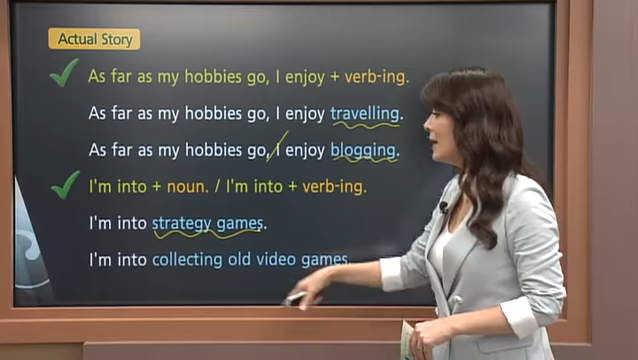 Actual Story
As far as my hobbies go, I enjoy + verb-ing.
As far as my hobbies go, I enjoy travelling.
As far as my hobbies go, I enjoy blogging.
I'm into + noun. / I'm into + verb-ing.
I'm into strategy games.
I'm into collecting old video games.